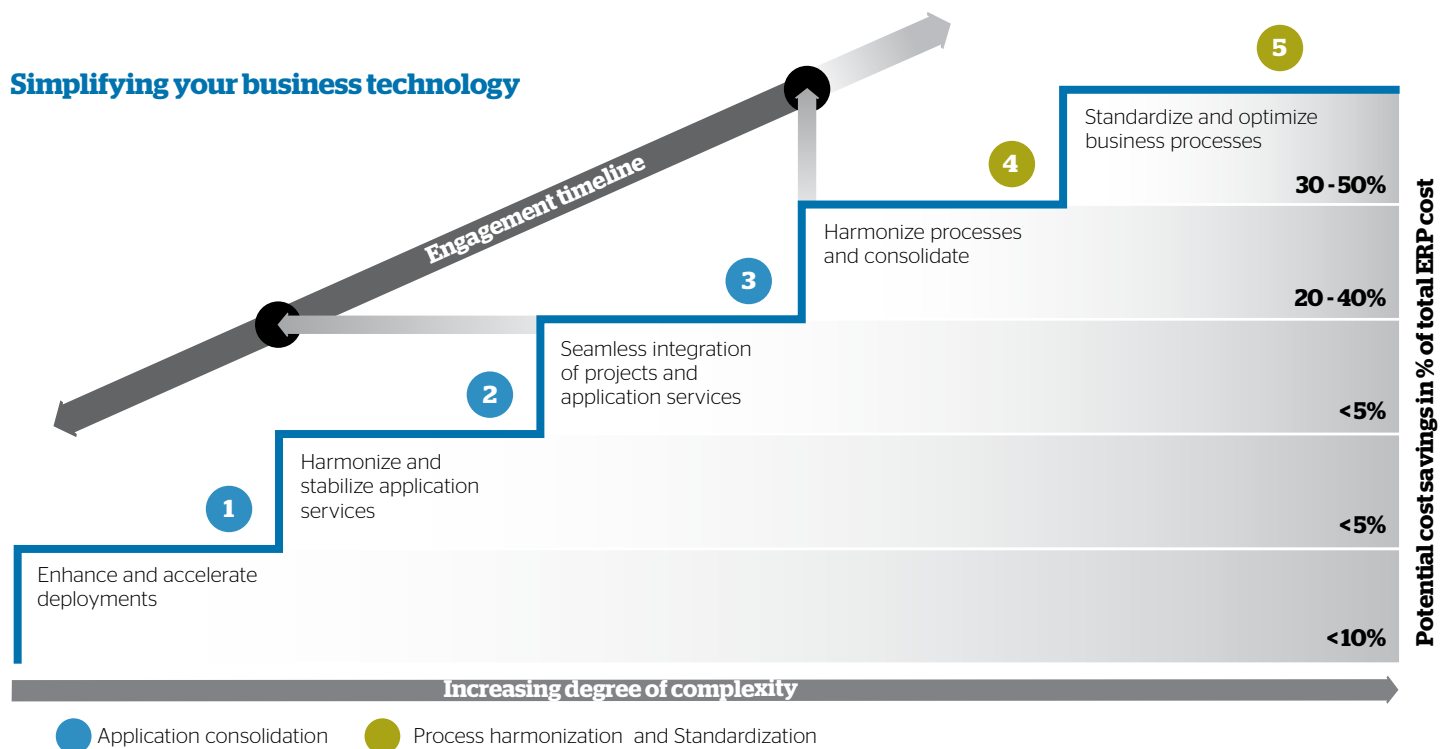 Simplifying your business technology
Engagement timeline
5
Standardize and optimize
business processes
30 - 50%
4
Harmonize processes
and consolidate
20 - 40%
3
Seamless integration
of projects and
application services
<5%
2
Harmonize and
stabilize application
services
<5%
1
Enhance and accelerate
deployments
<10%
Potential cost savings in % of total ERP cost
Increasing degree of complexity
Application consolidation
Process harmonization and Standardization